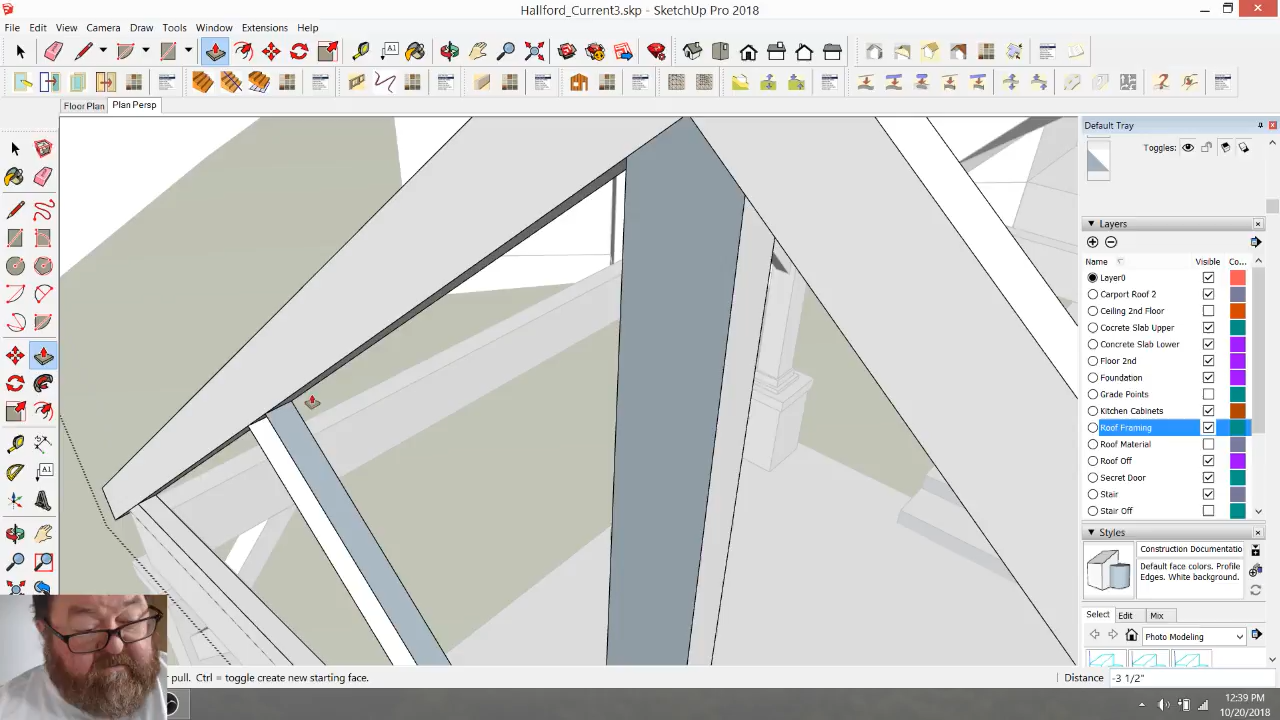 Hallford_Current3.skp - SketchUp Pro 2018
File Edit View Camera Draw Tools Window Extensions Help
Floor Plan Plan Persp
Default Tray
Toggles:
Layers
Name Visible Co...
Layer0
Carport Roof 2
Ceiling 2nd Floor
Cocrete Slab Upper
Concrete Slab Lower
Floor 2nd
Foundation
Grade Points
Kitchen Cabinets
Roof Framing
Roof Material
Roof Off
Secret Door
Stair
Stair Off
Styles
Construction Documentatio
Default face colors. Profile
Edges. White background.
Select Edit Mix
Photo Modeling
pull. Ctrl = toggle create new starting face.
Distance -3 1/2"
12:39 PM
10/20/2018